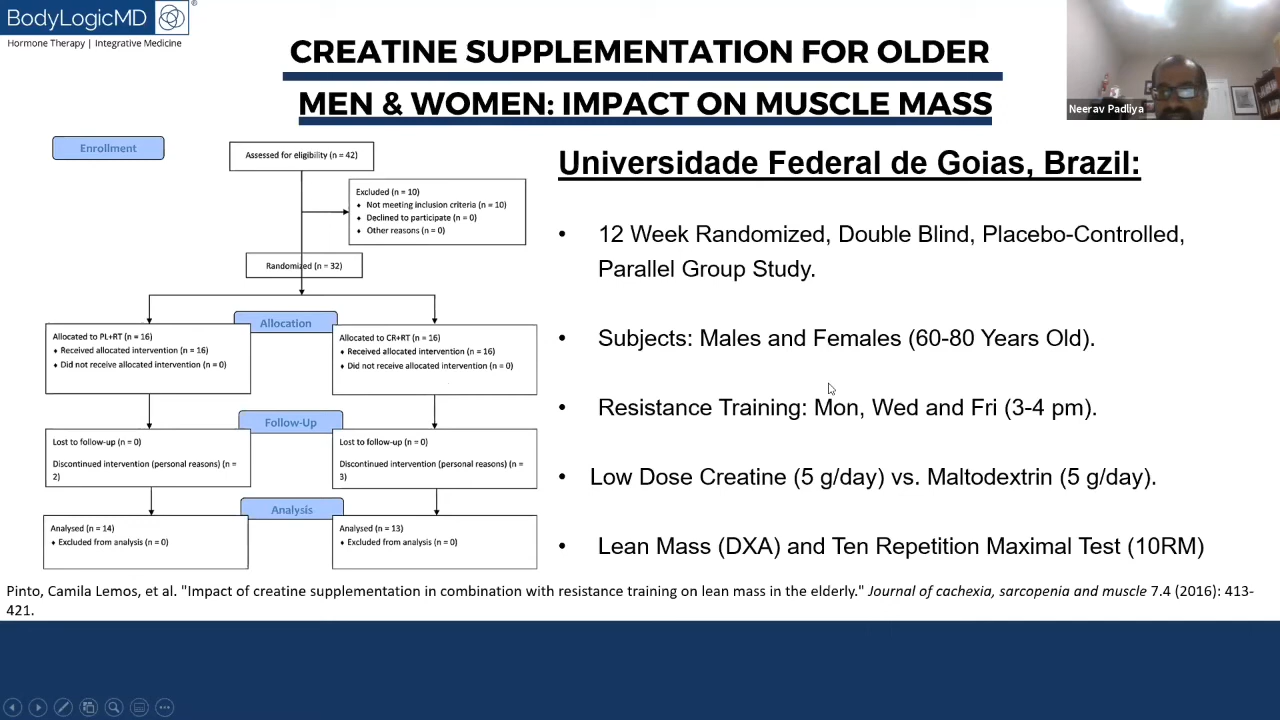 BodyLogicMD
®
Hormone Therapy | Integrative Medicine
CREATINE SUPPLEMENTATION FOR OLDER
MEN & WOMEN: IMPACT ON MUSCLE MASS
Neerav Padliya
Enrollment
Assessed for eligibility (n = 42)
Excluded (n = 10)
♦ Not meeting inclusion criteria (n = 10)
♦ Declined to participate (n = 0)
♦ Other reasons (n = 0)
Randomized (n = 32)
Allocation
Allocated to PL+RT (n = 16)
♦ Received allocated intervention (n = 16)
♦ Did not receive allocated intervention (n = 0)
Allocated to CR+RT (n = 16)
♦ Received allocated intervention (n = 16)
♦ Did not receive allocated intervention (n = 0)
Follow-Up
Lost to follow-up (n = 0)
Discontinued intervention (personal reasons) (n =
2)
Lost to follow-up (n = 0)
Discontinued intervention (personal reasons) (n =
3)
Analysis
Analysed (n = 14)
♦ Excluded from analysis (n = 0)
Analysed (n = 13)
♦ Excluded from analysis (n = 0)
Universidade Federal de Goias, Brazil:
• 12 Week Randomized, Double Blind, Placebo-Controlled,
Parallel Group Study.
• Subjects: Males and Females (60-80 Years Old).
• Resistance Training: Mon, Wed and Fri (3-4 pm).
• Low Dose Creatine (5 g/day) vs. Maltodextrin (5 g/day).
• Lean Mass (DXA) and Ten Repetition Maximal Test (10RM)
Pinto, Camila Lemos, et al. "Impact of creatine supplementation in combination with resistance training on lean mass in the elderly." Journal of cachexia, sarcopenia and muscle 7.4 (2016): 413-
421.